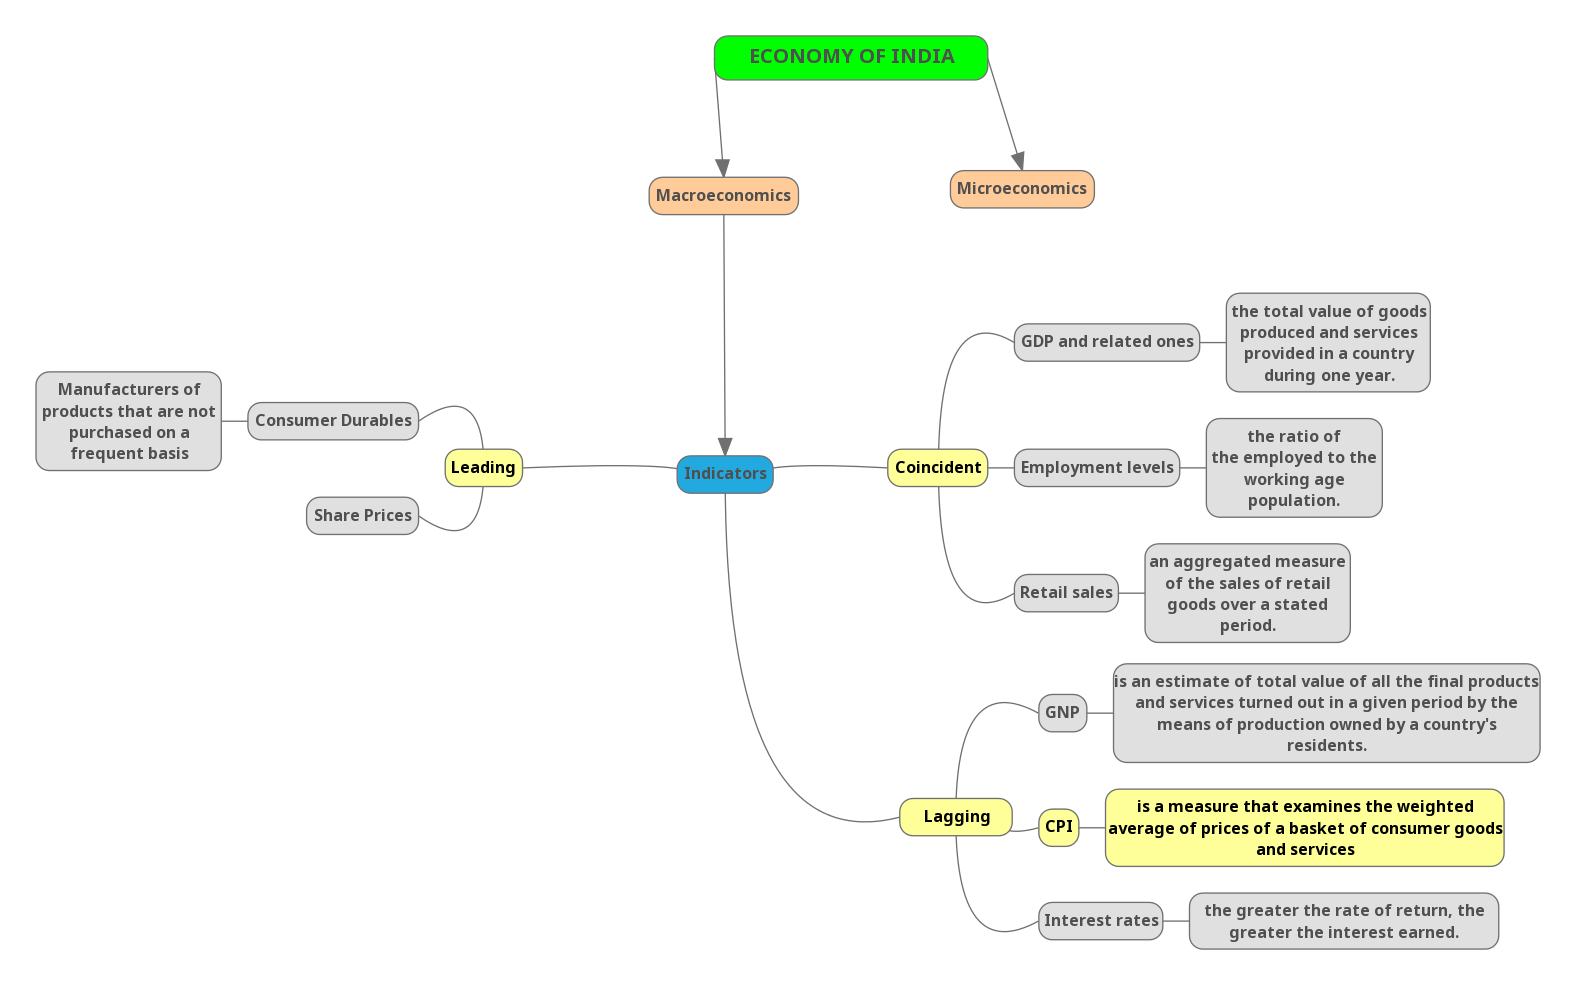 ECONOMY OF INDIA
Macroeconomics
Microeconomics
Indicators
Leading
Consumer Durables
Manufacturers of
products that are not
purchased on a
frequent basis
Share Prices
Coincident
GDP and related ones
the total value of goods
produced and services
provided in a country
during one year.
Employment levels
the ratio of
the employed to the
working age
population.
Retail sales
an aggregated measure
of the sales of retail
goods over a stated
period.
Lagging
GNP
is an estimate of total value of all the final products
and services turned out in a given period by the
means of production owned by a country's
residents.
CPI
is a measure that examines the weighted
average of prices of a basket of consumer goods
and services
Interest rates
the greater the rate of return, the
greater the interest earned.